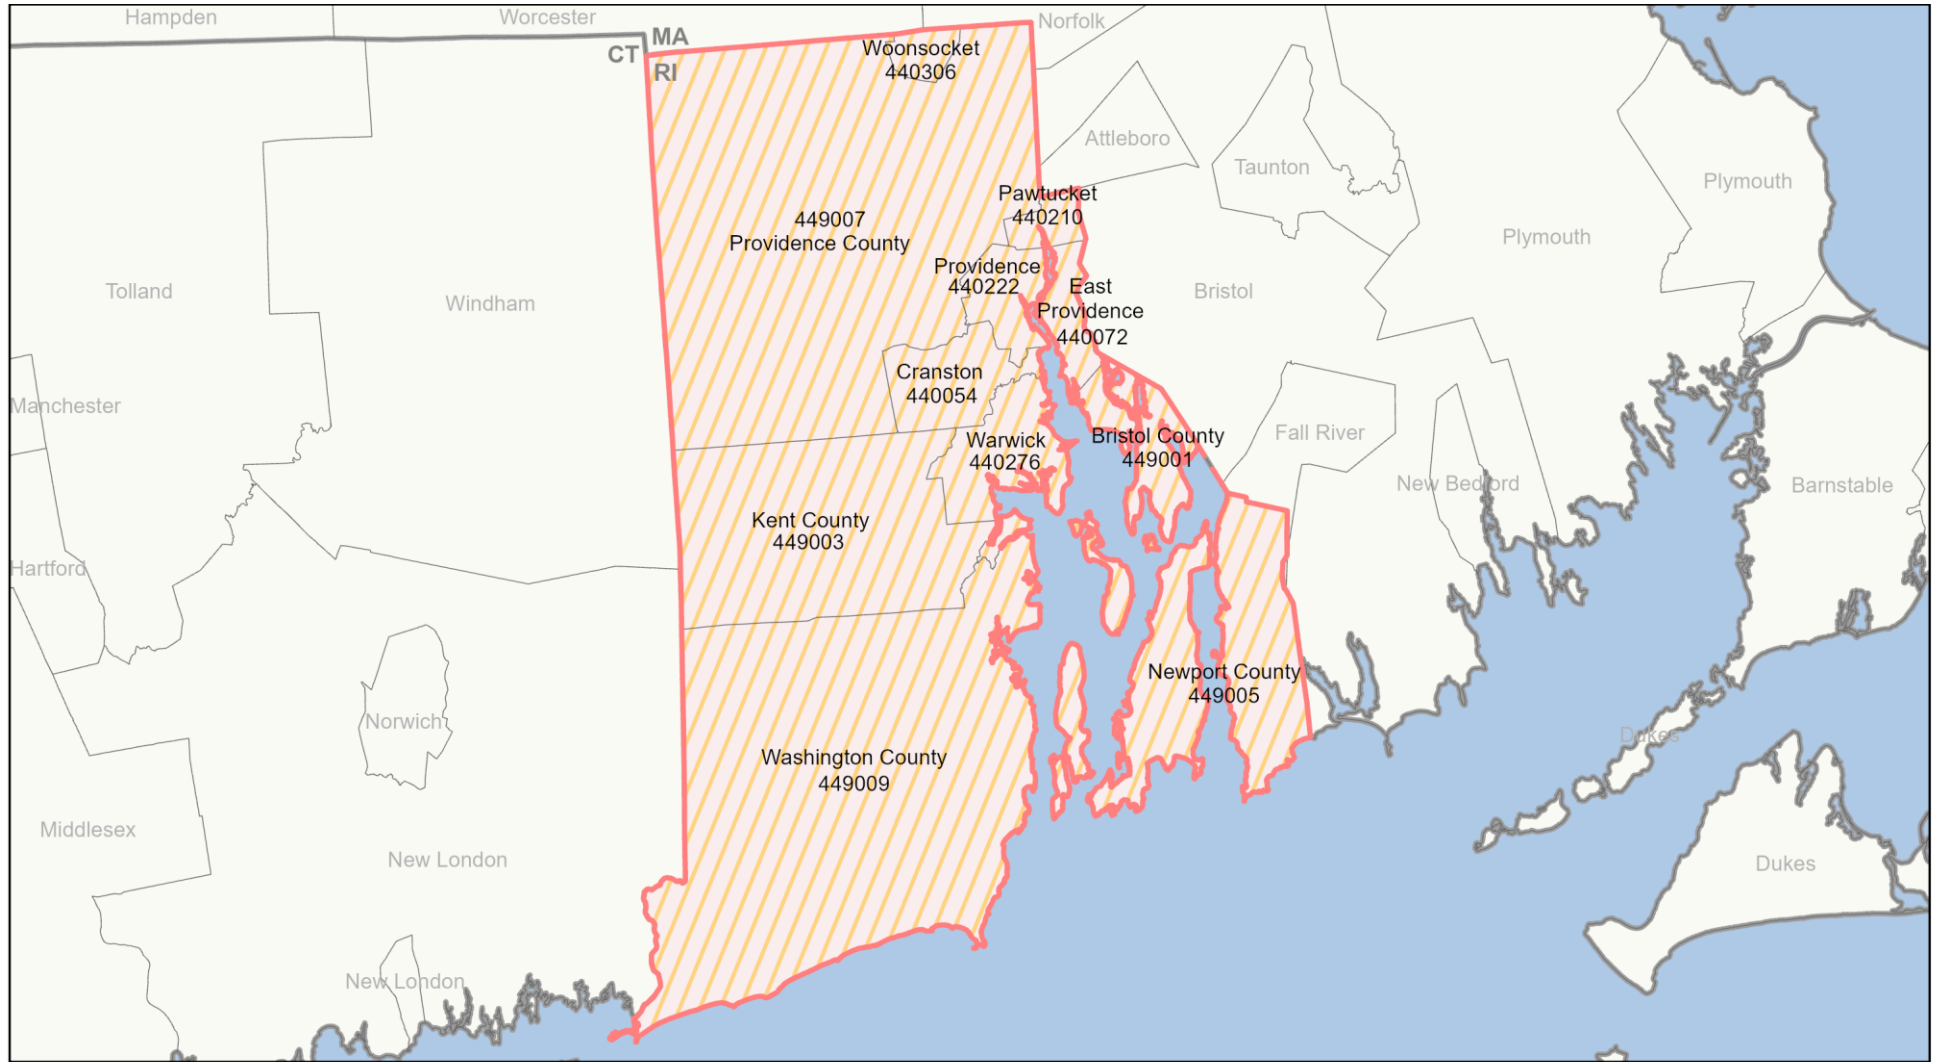 Hampden
Worcester
Norfolk
MA
CT
RI
Woonsocket
440306
Attleboro
Taunton
Plymouth
Pawtucket
440210
449007
Providence County
Plymouth
Providence
440222
East
Providence
440072
Bristol
Tolland
Windham
Cranston
440054
Manchester
Warwick
440276
Bristol County
449001
Fall River
New Bedford
Barnstable
Kent County
449003
Hartford
Newport County
449005
Norwich
Dukes
Washington County
449009
Middlesex
New London
Dukes
New London